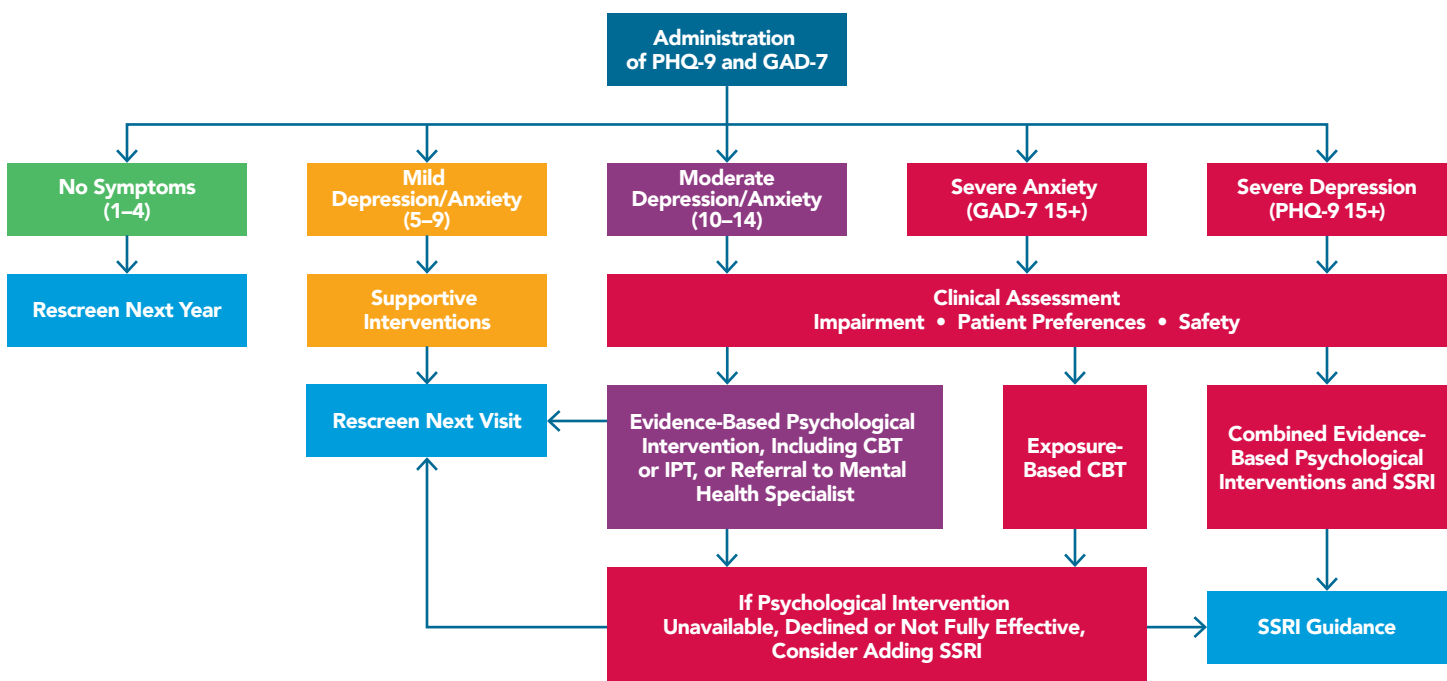 Administration
of PHQ-9 and GAD-7
No Symptoms
(1–4)
Mild
Depression/Anxiety
(5–9)
Moderate
Depression/Anxiety
(10–14)
Severe Anxiety
(GAD-7 15+)
Severe Depression
(PHQ-9 15+)
Rescreen Next Year
Supportive
Interventions
Clinical Assessment
Impairment • Patient Preferences • Safety
Rescreen Next Visit
Evidence-Based Psychological
Intervention, Including CBT
or IPT, or Referral to Mental
Health Specialist
Exposure-
Based CBT
Combined Evidence-
Based Psychological
Interventions and SSRI
If Psychological Intervention
Unavailable, Declined or Not Fully Effective,
Consider Adding SSRI
SSRI Guidance